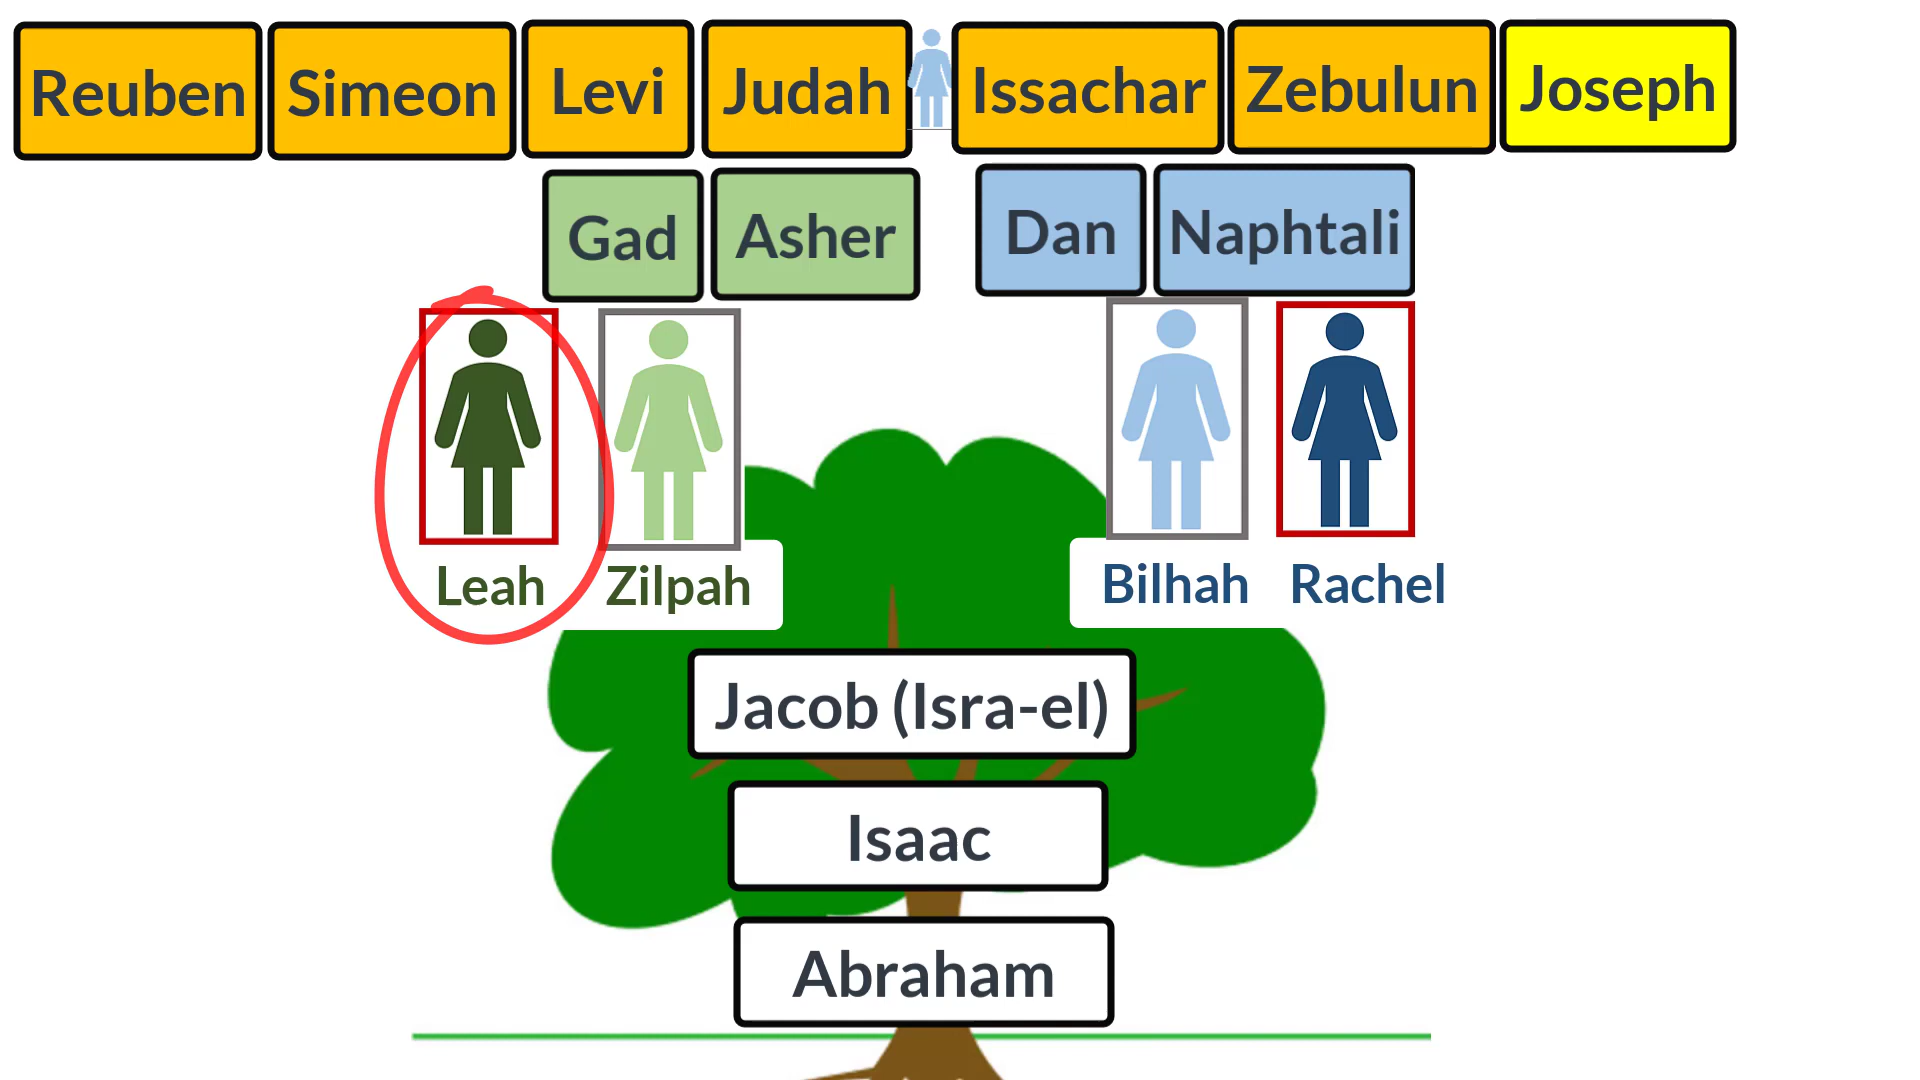 Reuben Simeon Levi Judah Issachar Zebulun Joseph
Gad Asher Dan Naphtali
Leah Zilpah Bilhah Rachel
Jacob (Isra-el)
Isaac
Abraham